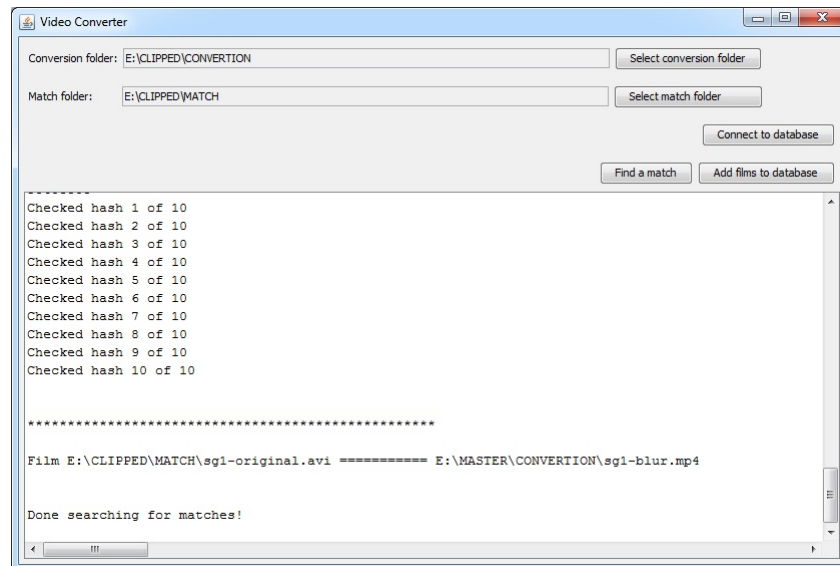 Video Converter
Conversion folder: E:\CLIPPED\CONVERTION Select conversion folder
Match folder: E:\CLIPPED\MATCH Select match folder
Connect to database
Find a match Add films to database
Checked hash 1 of 10
Checked hash 2 of 10
Checked hash 3 of 10
Checked hash 4 of 10
Checked hash 5 of 10
Checked hash 6 of 10
Checked hash 7 of 10
Checked hash 8 of 10
Checked hash 9 of 10
Checked hash 10 of 10
***************************************************
Film E:\CLIPPED\MATCH\sg1-original.avi =========== E:\MASTER\CONVERTION\sg1-blur.mp4
Done searching for matches!